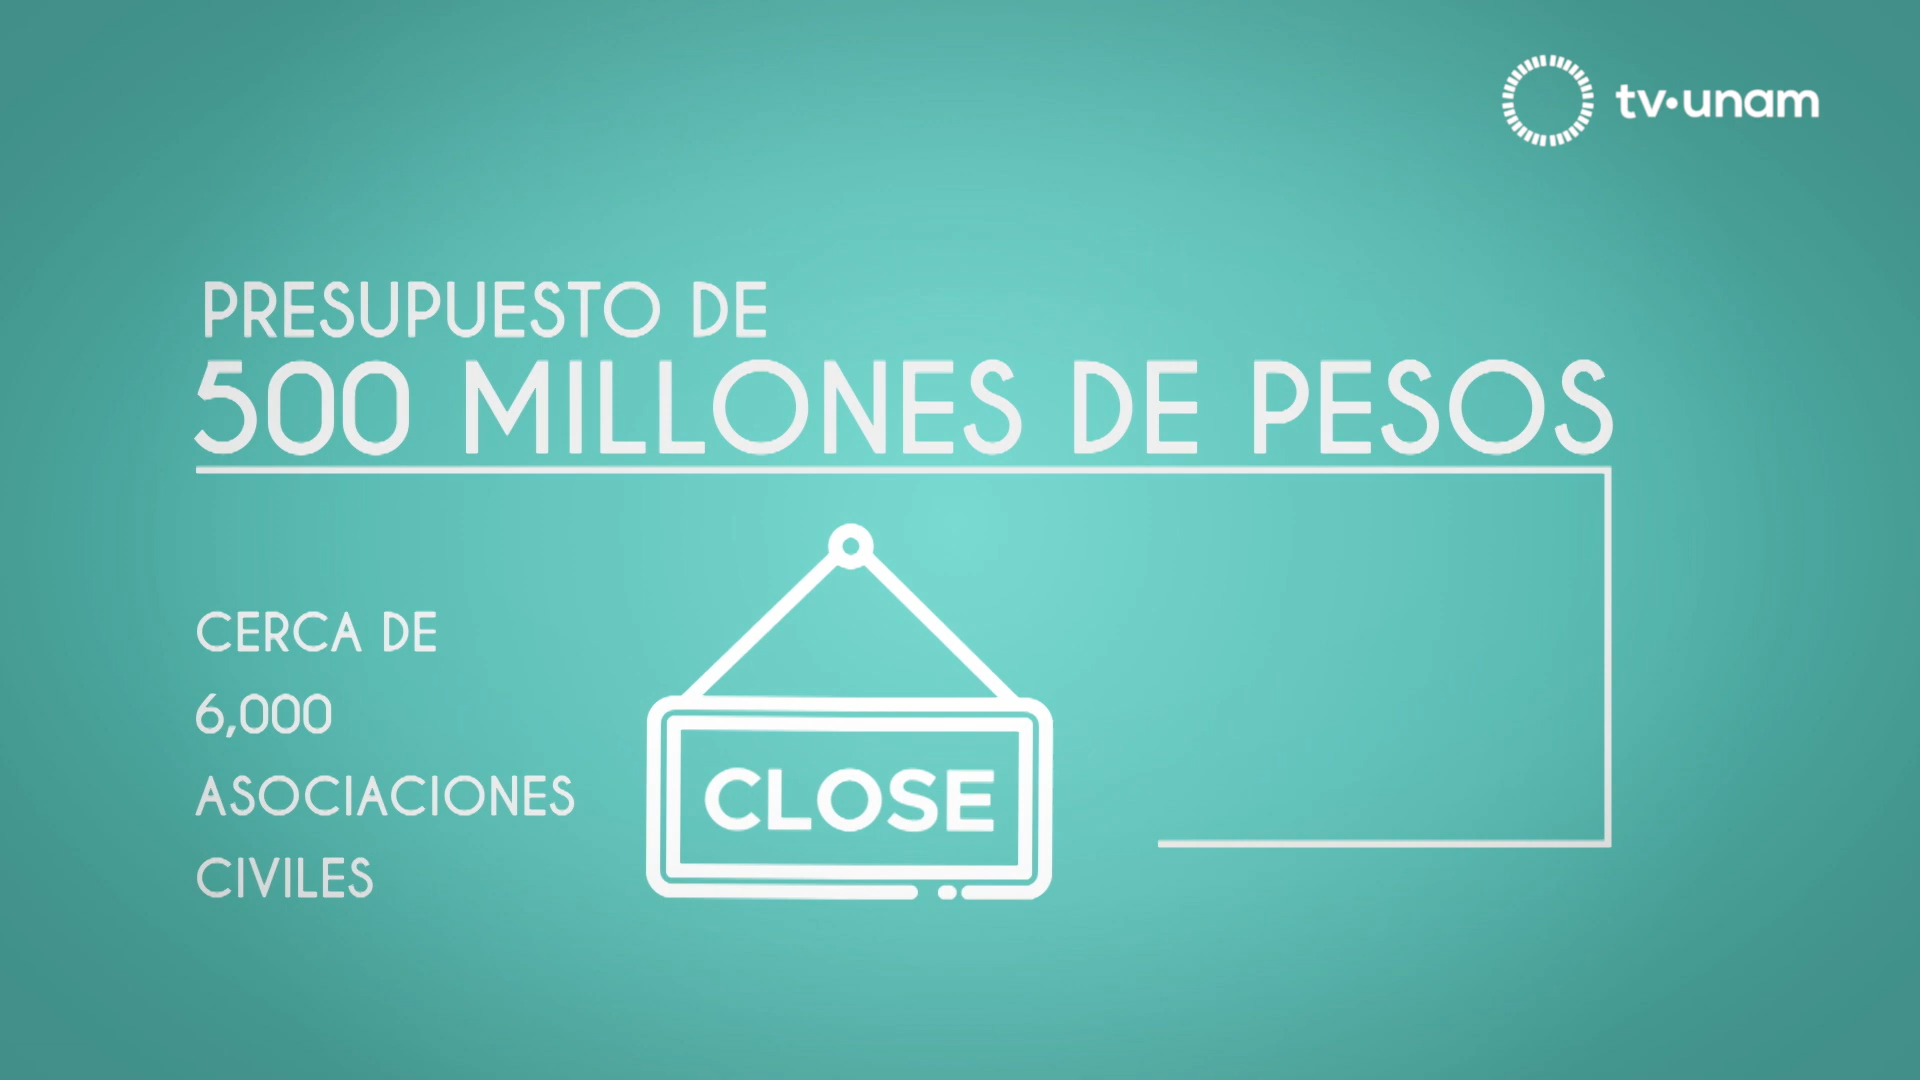 tv·unam
PRESUPUESTO DE
500 MILLONES DE PESOS
CERCA DE
6,000
ASOCIACIONES
CIVILES
CLOSE